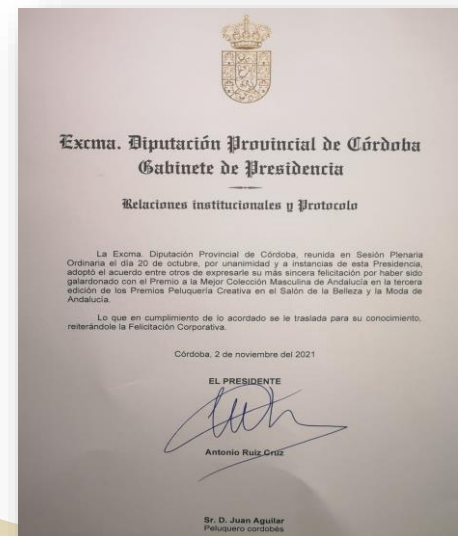 Excma. Diputación Provincial de Córdoba
Gabinete de Presidencia
Relaciones institucionales y Protocolo
La Excma. Diputación Provincial de Córdoba, reunida en Sesión Plenaria
Ordinaria el día 20 de octubre, por unanimidad y a instancias de esta Presidencia,
adoptó el acuerdo entre otros de expresarle su más sincera felicitación por haber sido
galardonado con el Premio a la Mejor Colección Masculina de Andalucía en la tercera
edición de los Premios Peluquería Creativa en el Salón de la Belleza y la Moda de
Andalucía.
Lo que en cumplimiento de lo acordado se le traslada para su conocimiento,
reiterándole la Felicitación Corporativa.
Córdoba, 2 de noviembre del 2021
EL PRESIDENTE
Antonio Ruiz Cruz
Sr. D. Juan Aguilar
Peluquero cordobés